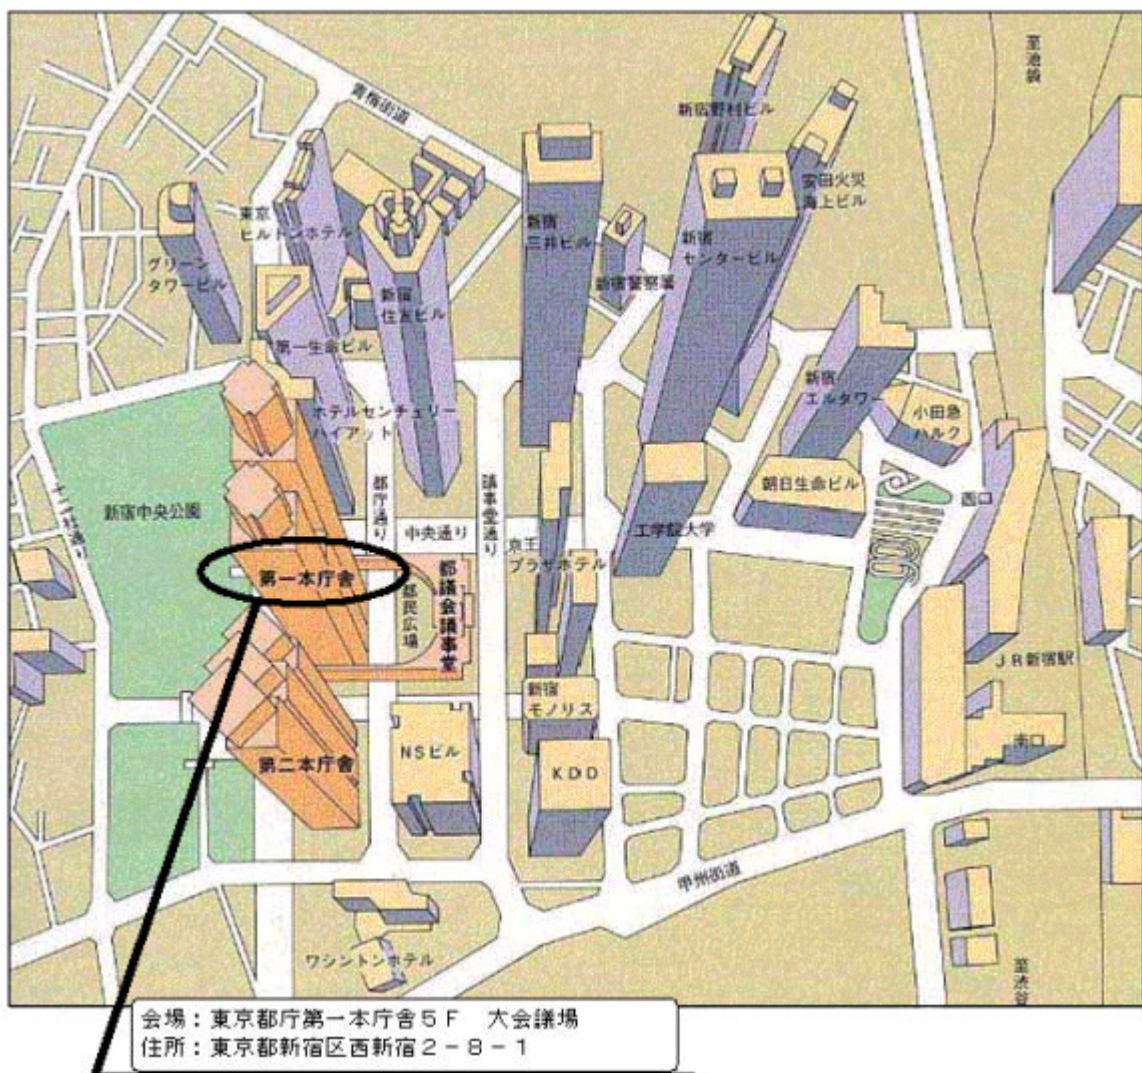 至池袋
青梅街道
新宿野村ビル
安田火災
海上ビル
東京
ヒルトンホテル
新宿
三井ビル
新宿
センタービル
グリーン
タワービル
新宿警察署
新宿
住友ビル
第一生命ビル
新宿
エルタワー
小田急
ハルク
ホテルセンチュリー
ハイアット
朝日生命ビル
西口
新宿中央公園
十二社通り
都庁通り
中央通り
議事堂通り
工学院大学
京王
プラザホテル
第一本庁舎
都民広場
都議会議事堂
JR新宿駅
新宿
モノリス
南口
NSビル
KDD
第二本庁舎
甲州街道
ワシントンホテル
至渋谷
会場：東京都庁第一本庁舎５Ｆ　大会議場
住所：東京都新宿区西新宿２－８－１